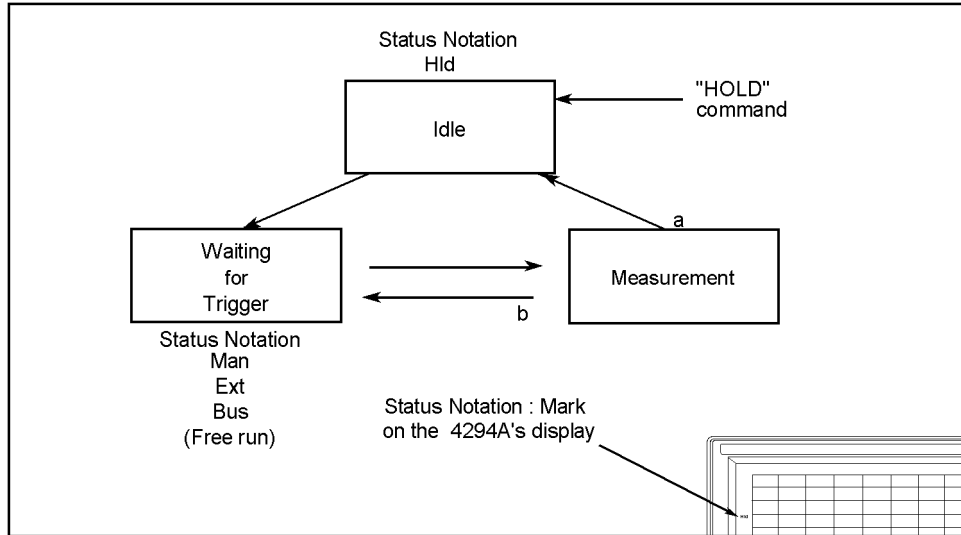 Status Notation
Hld
Idle
"HOLD"
command
a
Waiting
for
Trigger
Measurement
b
Status Notation
Man
Ext
Bus
(Free run)
Status Notation : Mark
on the 4294A's display
Hld